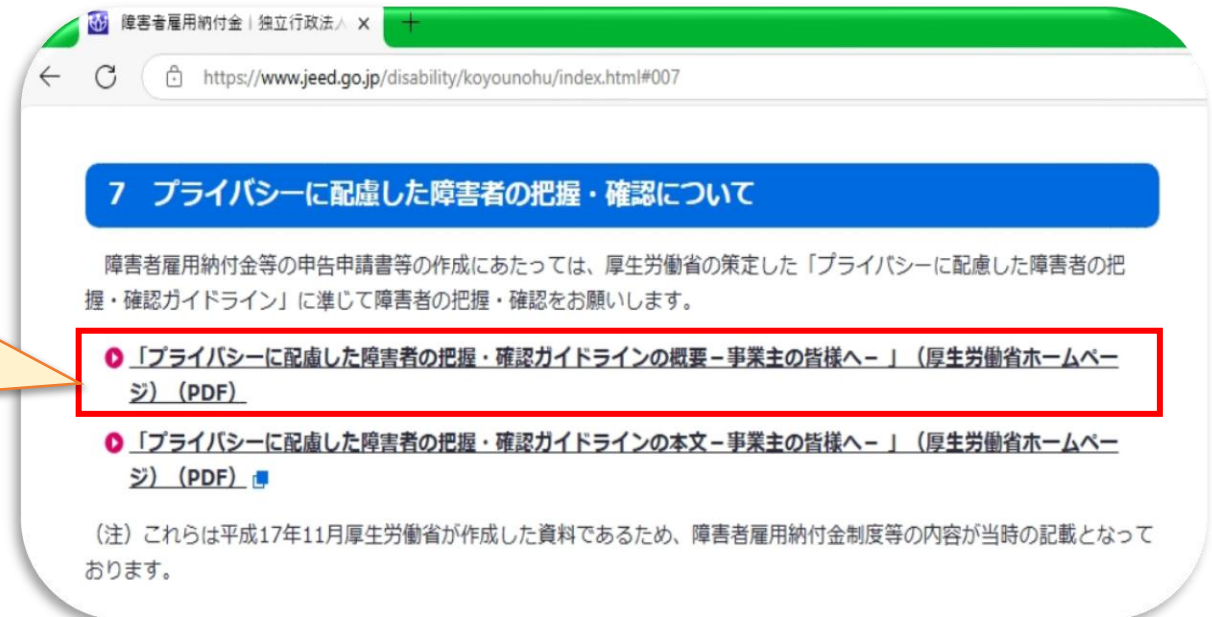 障害者雇用納付金｜独立行政法人
https://www.jeed.go.jp/disability/koyounohu/index.html#007
7 プライバシーに配慮した障害者の把握・確認について
障害者雇用納付金等の申告申請書等の作成にあたっては、厚生労働省の策定した「プライバシーに配慮した障害者の把
握・確認ガイドライン」に準じて障害者の把握・確認をお願いします。
「プライバシーに配慮した障害者の把握・確認ガイドラインの概要－事業主の皆様へ－ 」（厚生労働省ホームペー
ジ）（PDF）
「プライバシーに配慮した障害者の把握・確認ガイドラインの本文－事業主の皆様へ－ 」（厚生労働省ホームペー
ジ）（PDF）
（注）これらは平成17年11月厚生労働省が作成した資料であるため、障害者雇用納付金制度等の内容が当時の記載となって
おります。